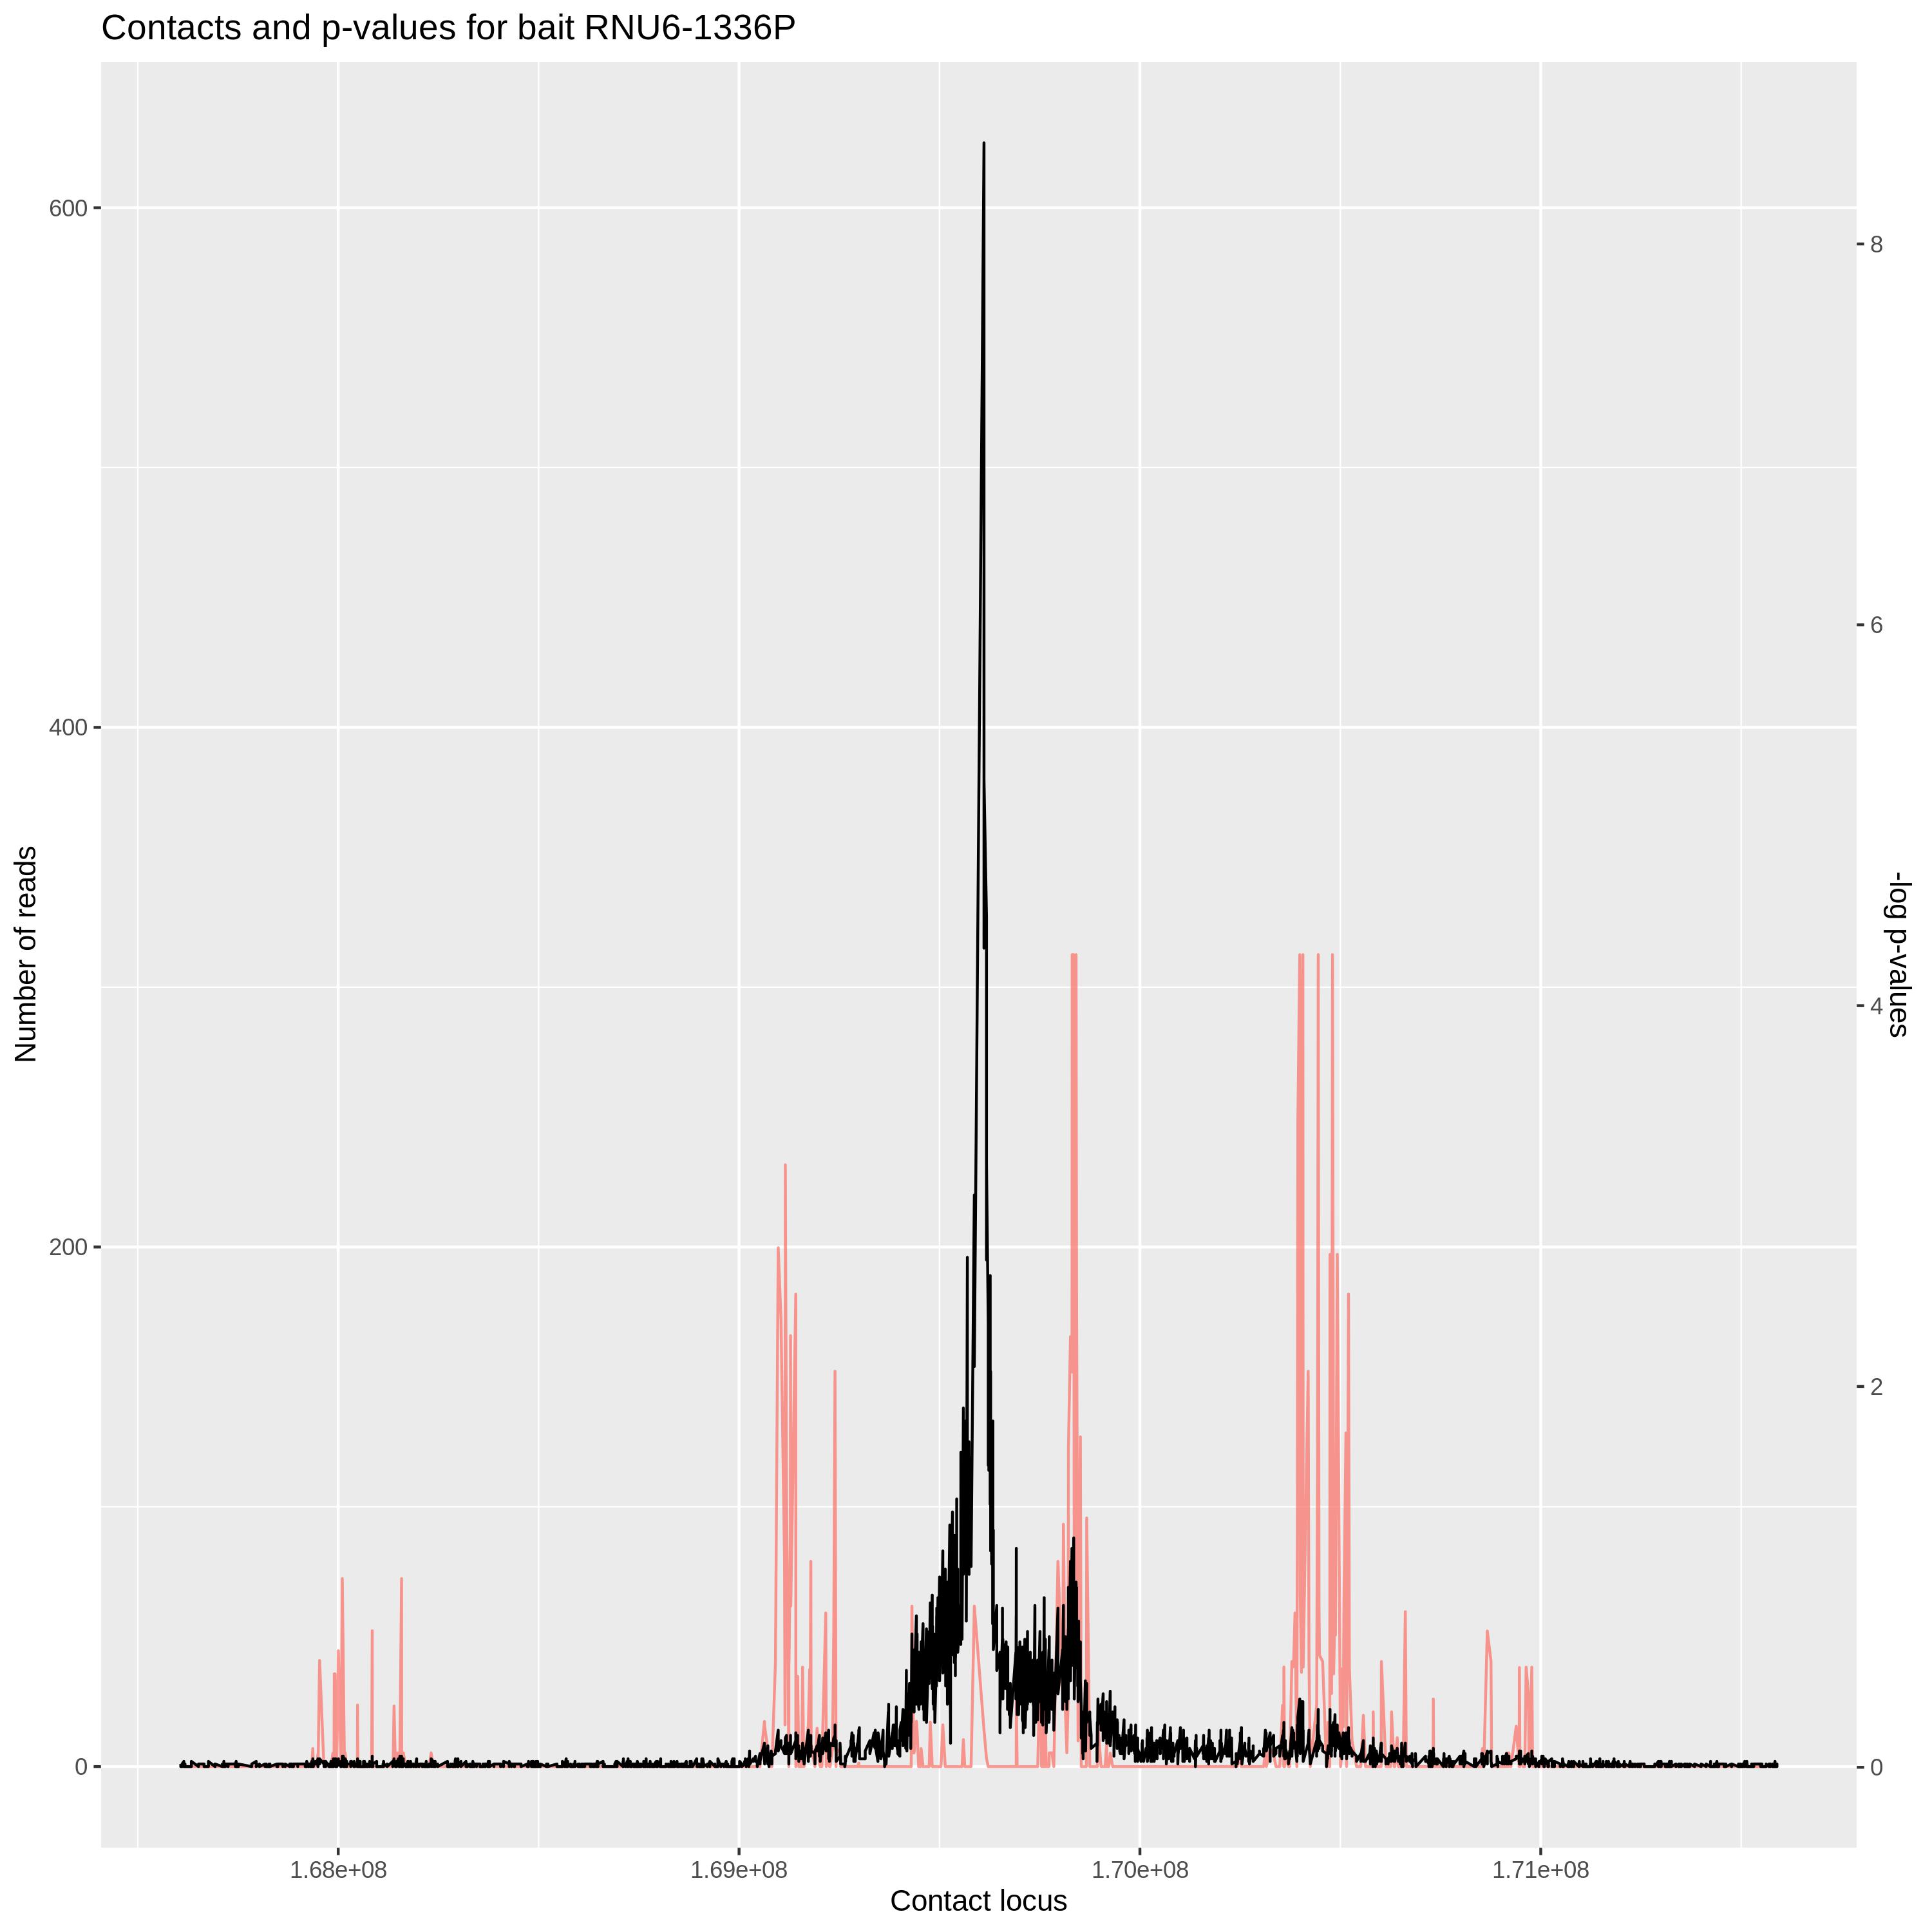 Contacts and p-values for bait RNU6-1336P
Number of reads
600
400
200
0
8
6
4
2
0
-log p-values
1.68e+08
1.69e+08
1.70e+08
1.71e+08
Contact locus